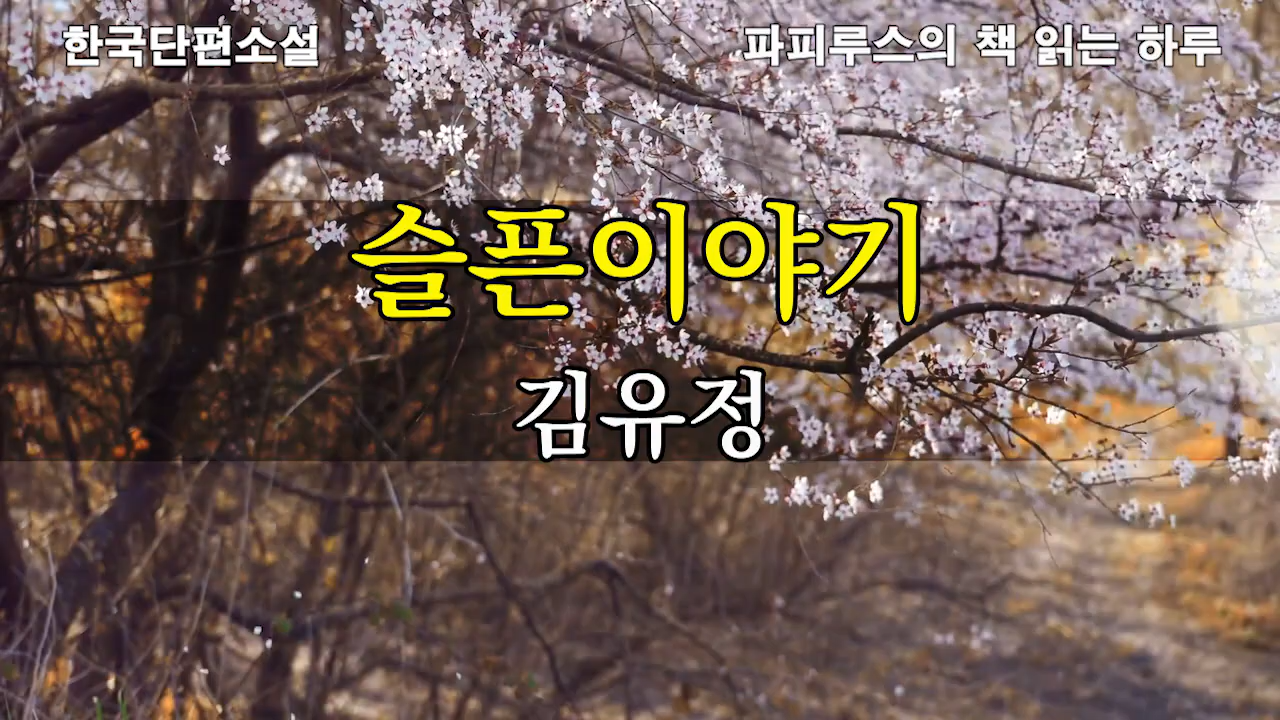 한국단편소설
파피루스의 책 읽는 하루
슬픈이야기
김유정